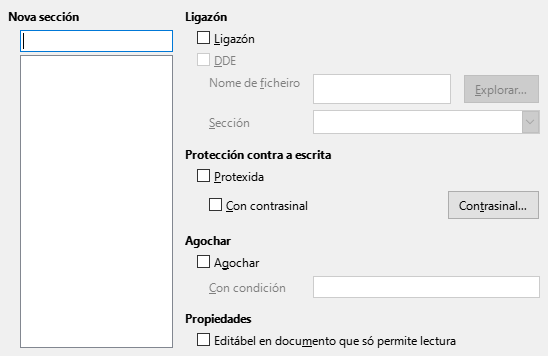 Nova sección
Ligazón
Ligazón
DDE
Nome de ficheiro
Explorar...
Sección
Protección contra a escrita
Protexida
Con contrasinal
Contrasinal...
Agochar
Agochar
Con condición
Propiedades
Editábel en documento que só permite lectura